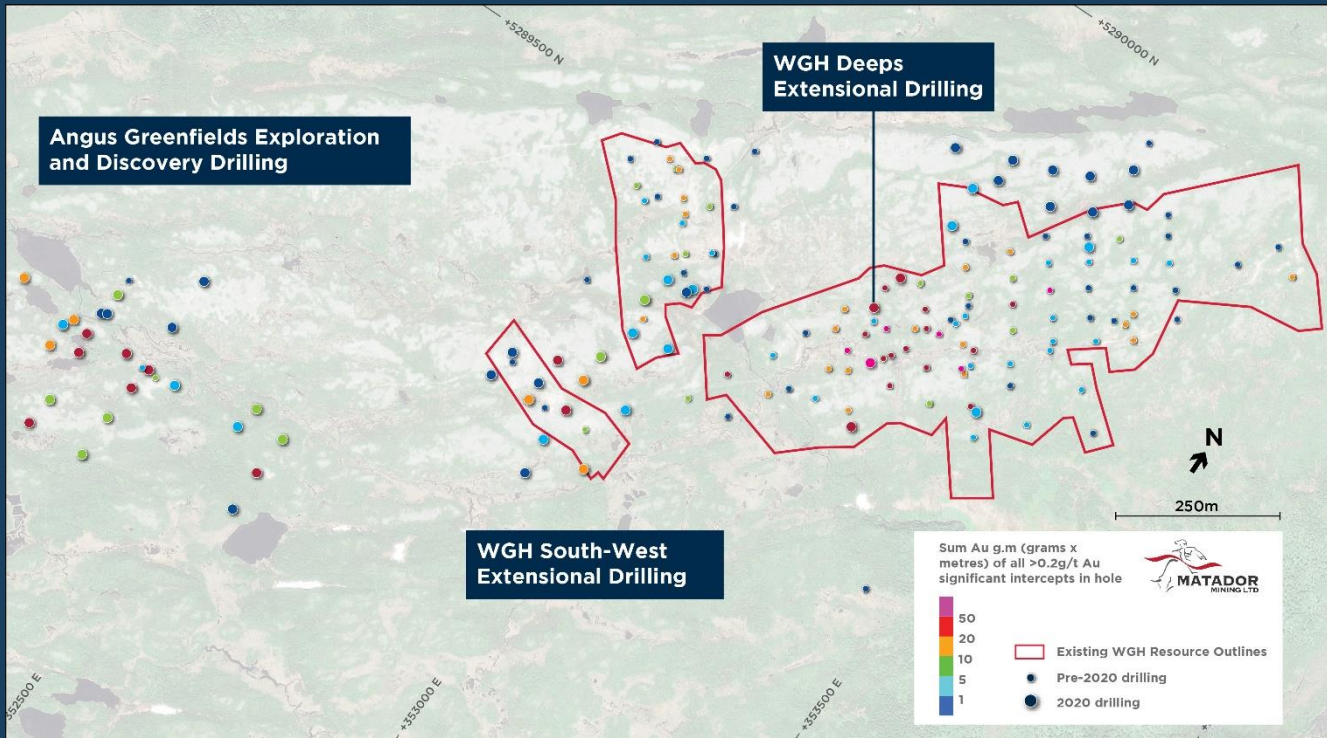 +5289500 N
+5290000 N
WGH Deeps
Extensional Drilling
Angus Greenfields Exploration
and Discovery Drilling
N
250m
WGH South-West
Extensional Drilling
Sum Au g.m (grams x
metres) of all >0.2g/t Au
significant intercepts in hole
MATADOR
MINING LTD
50
20
10
5
1
Existing WGH Resource Outlines
Pre-2020 drilling
2020 drilling
352500 E
+353000 E
+353500 E